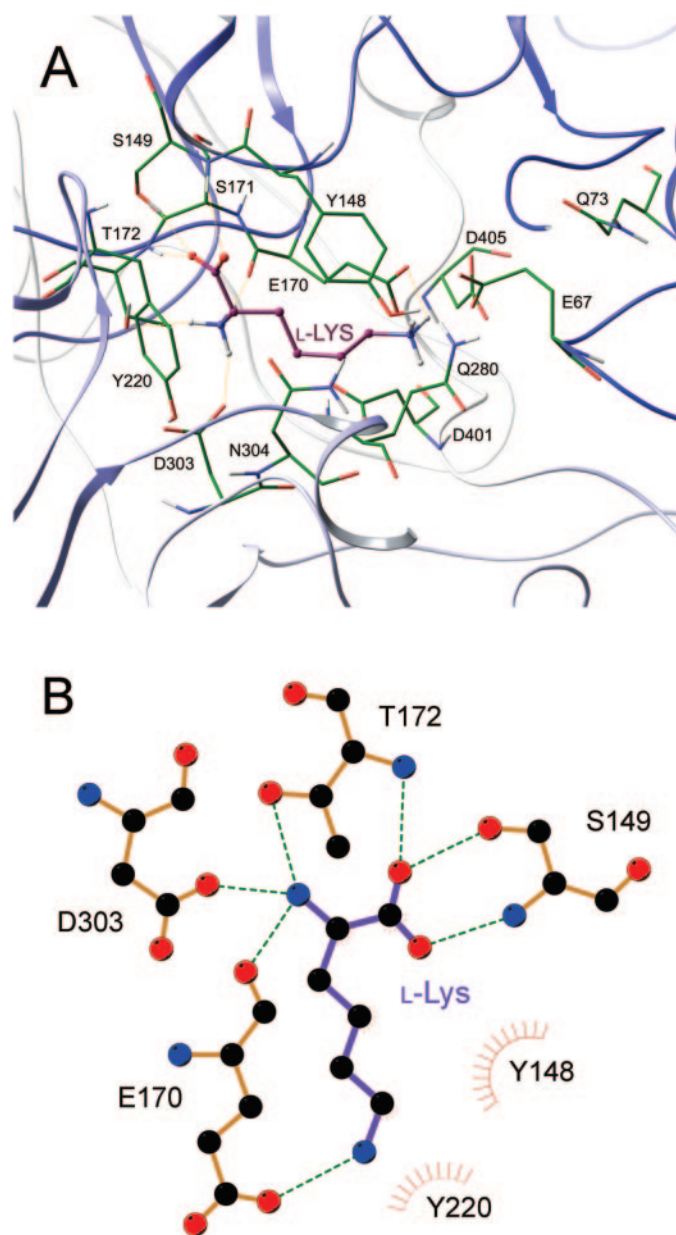 A
S149
S171
Y148
Q73
T172
D405
E170
E67
L-LYS
Y220
Q280
D401
D303
N304
B
T172
S149
D303
L-Lys
Y148
E170
Y220